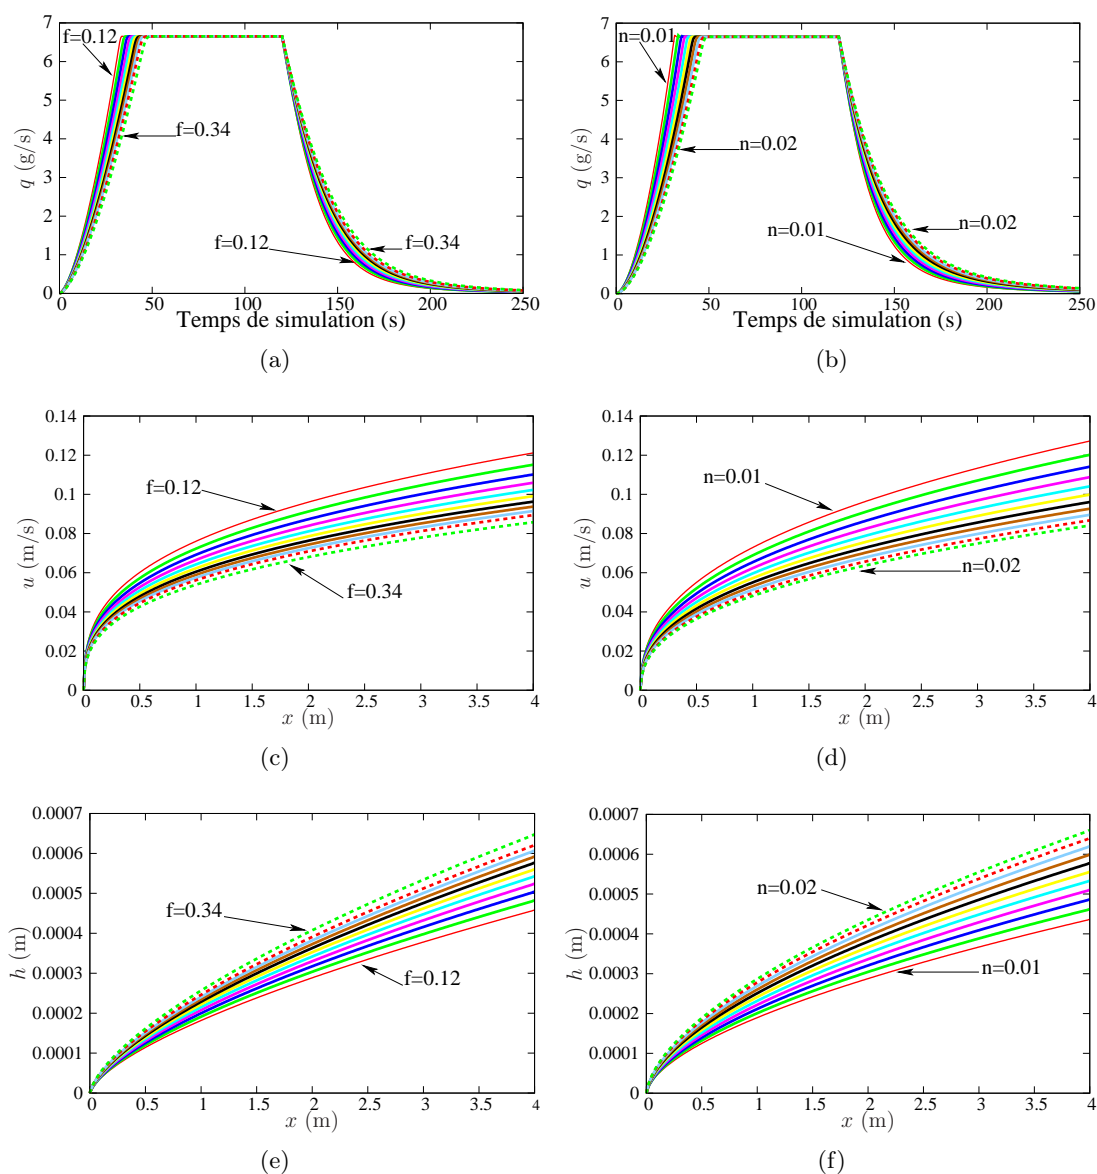 7
6
5
4
3
2
1
0
q (g/s)
f=0.12
f=0.34
f=0.12
f=0.34
0 50 100 150 200 250
Temps de simulation (s)
(a)
7
6
5
4
3
2
1
0
q (g/s)
n=0.01
n=0.02
n=0.02
n=0.01
0 50 100 150 200 250
Temps de simulation (s)
(b)
0.14
0.12
0.1
0.08
0.06
0.04
0.02
0
u (m/s)
f=0.12
f=0.34
0 0.5 1 1.5 2 2.5 3 3.5 4
x (m)
(c)
0.14
0.12
0.1
0.08
0.06
0.04
0.02
0
u (m/s)
n=0.01
n=0.02
0 0.5 1 1.5 2 2.5 3 3.5 4
x (m)
(d)
0.0007
0.0006
0.0005
0.0004
0.0003
0.0002
0.0001
0
h (m)
f=0.34
f=0.12
0 0.5 1 1.5 2 2.5 3 3.5 4
x (m)
(e)
0.0007
0.0006
0.0005
0.0004
0.0003
0.0002
0.0001
0
h (m)
n=0.02
n=0.01
0 0.5 1 1.5 2 2.5 3 3.5 4
x (m)
(f)